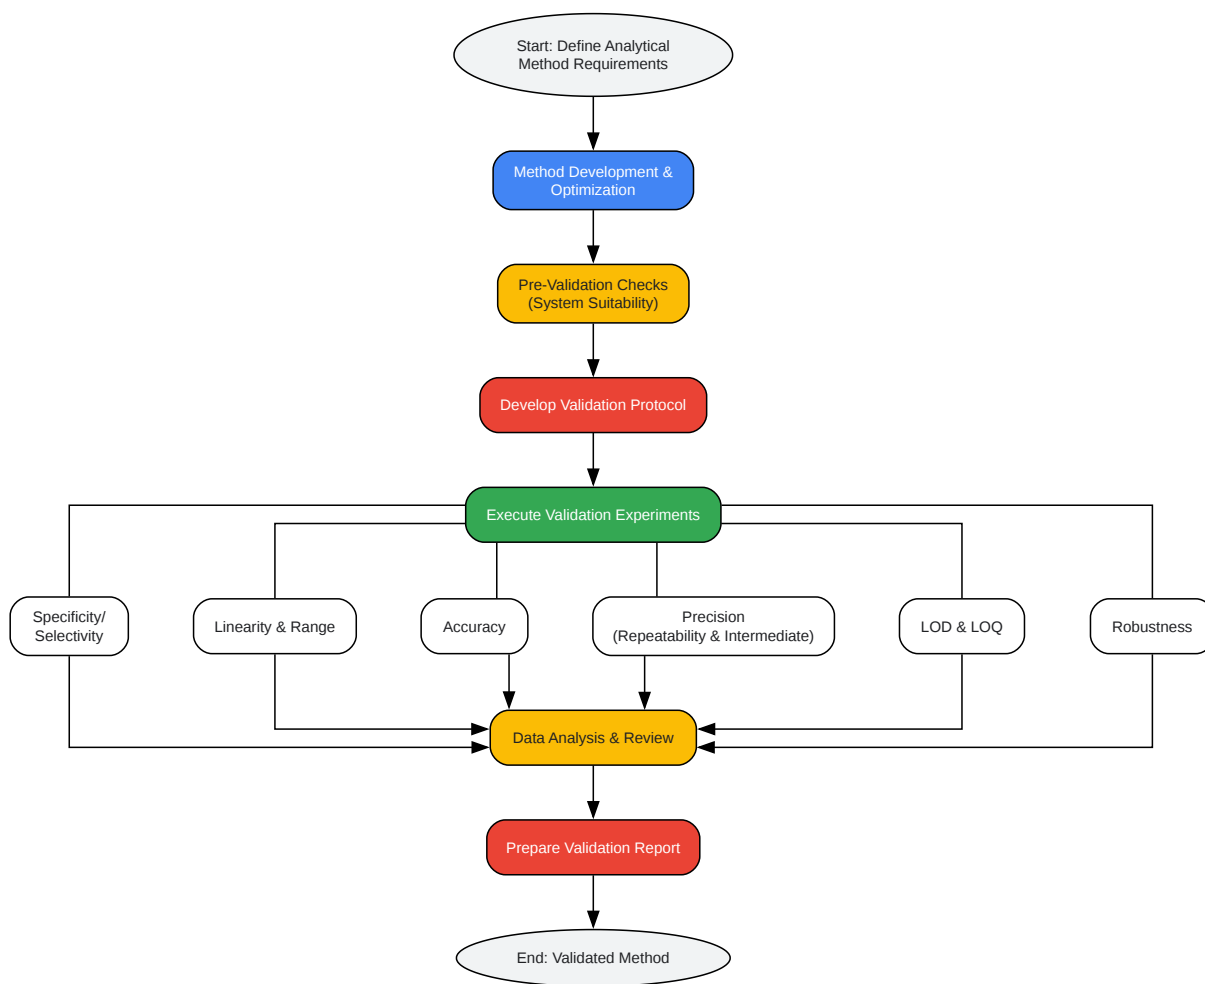 Start: Define Analytical
Method Requirements
Method Development &
Optimization
Pre-Validation Checks
(System Suitability)
Develop Validation Protocol
Execute Validation Experiments
Specificity/
Selectivity
Linearity & Range
Accuracy
Precision
(Repeatability & Intermediate)
LOD & LOQ
Robustness
Data Analysis & Review
Prepare Validation Report
End: Validated Method